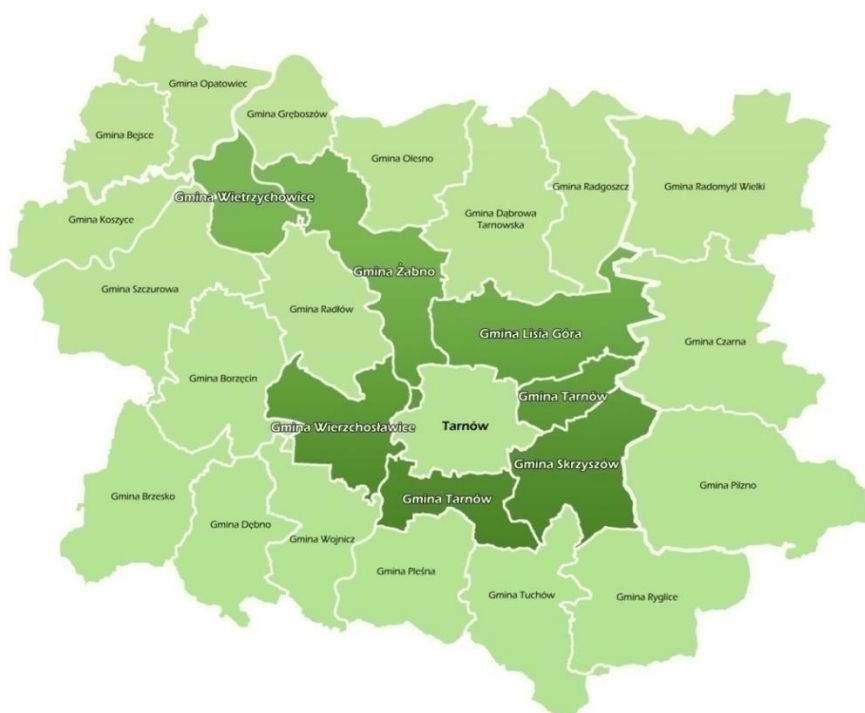 Gmina Opatowiec
Gmina Gręboszów
Gmina Bejsce
Gmina Olesno
Gmina Radgoszcz
Gmina Radomyśl Wielki
Gmina Wietrzychowice
Gmina Koszyce
Gmina Dąbrowa
Tarnowska
Gmina Żabno
Gmina Szczurowa
Gmina Radłów
Gmina Lisia Góra
Gmina Czarna
Gmina Borzęcin
Gmina Tarnów
Gmina Wierzchosławice
Tarnów
Gmina Skrzyszów
Gmina Pilzno
Gmina Brzesko
Gmina Tarnów
Gmina Dębno
Gmina Wojnicz
Gmina Pleśna
Gmina Tuchów
Gmina Ryglice